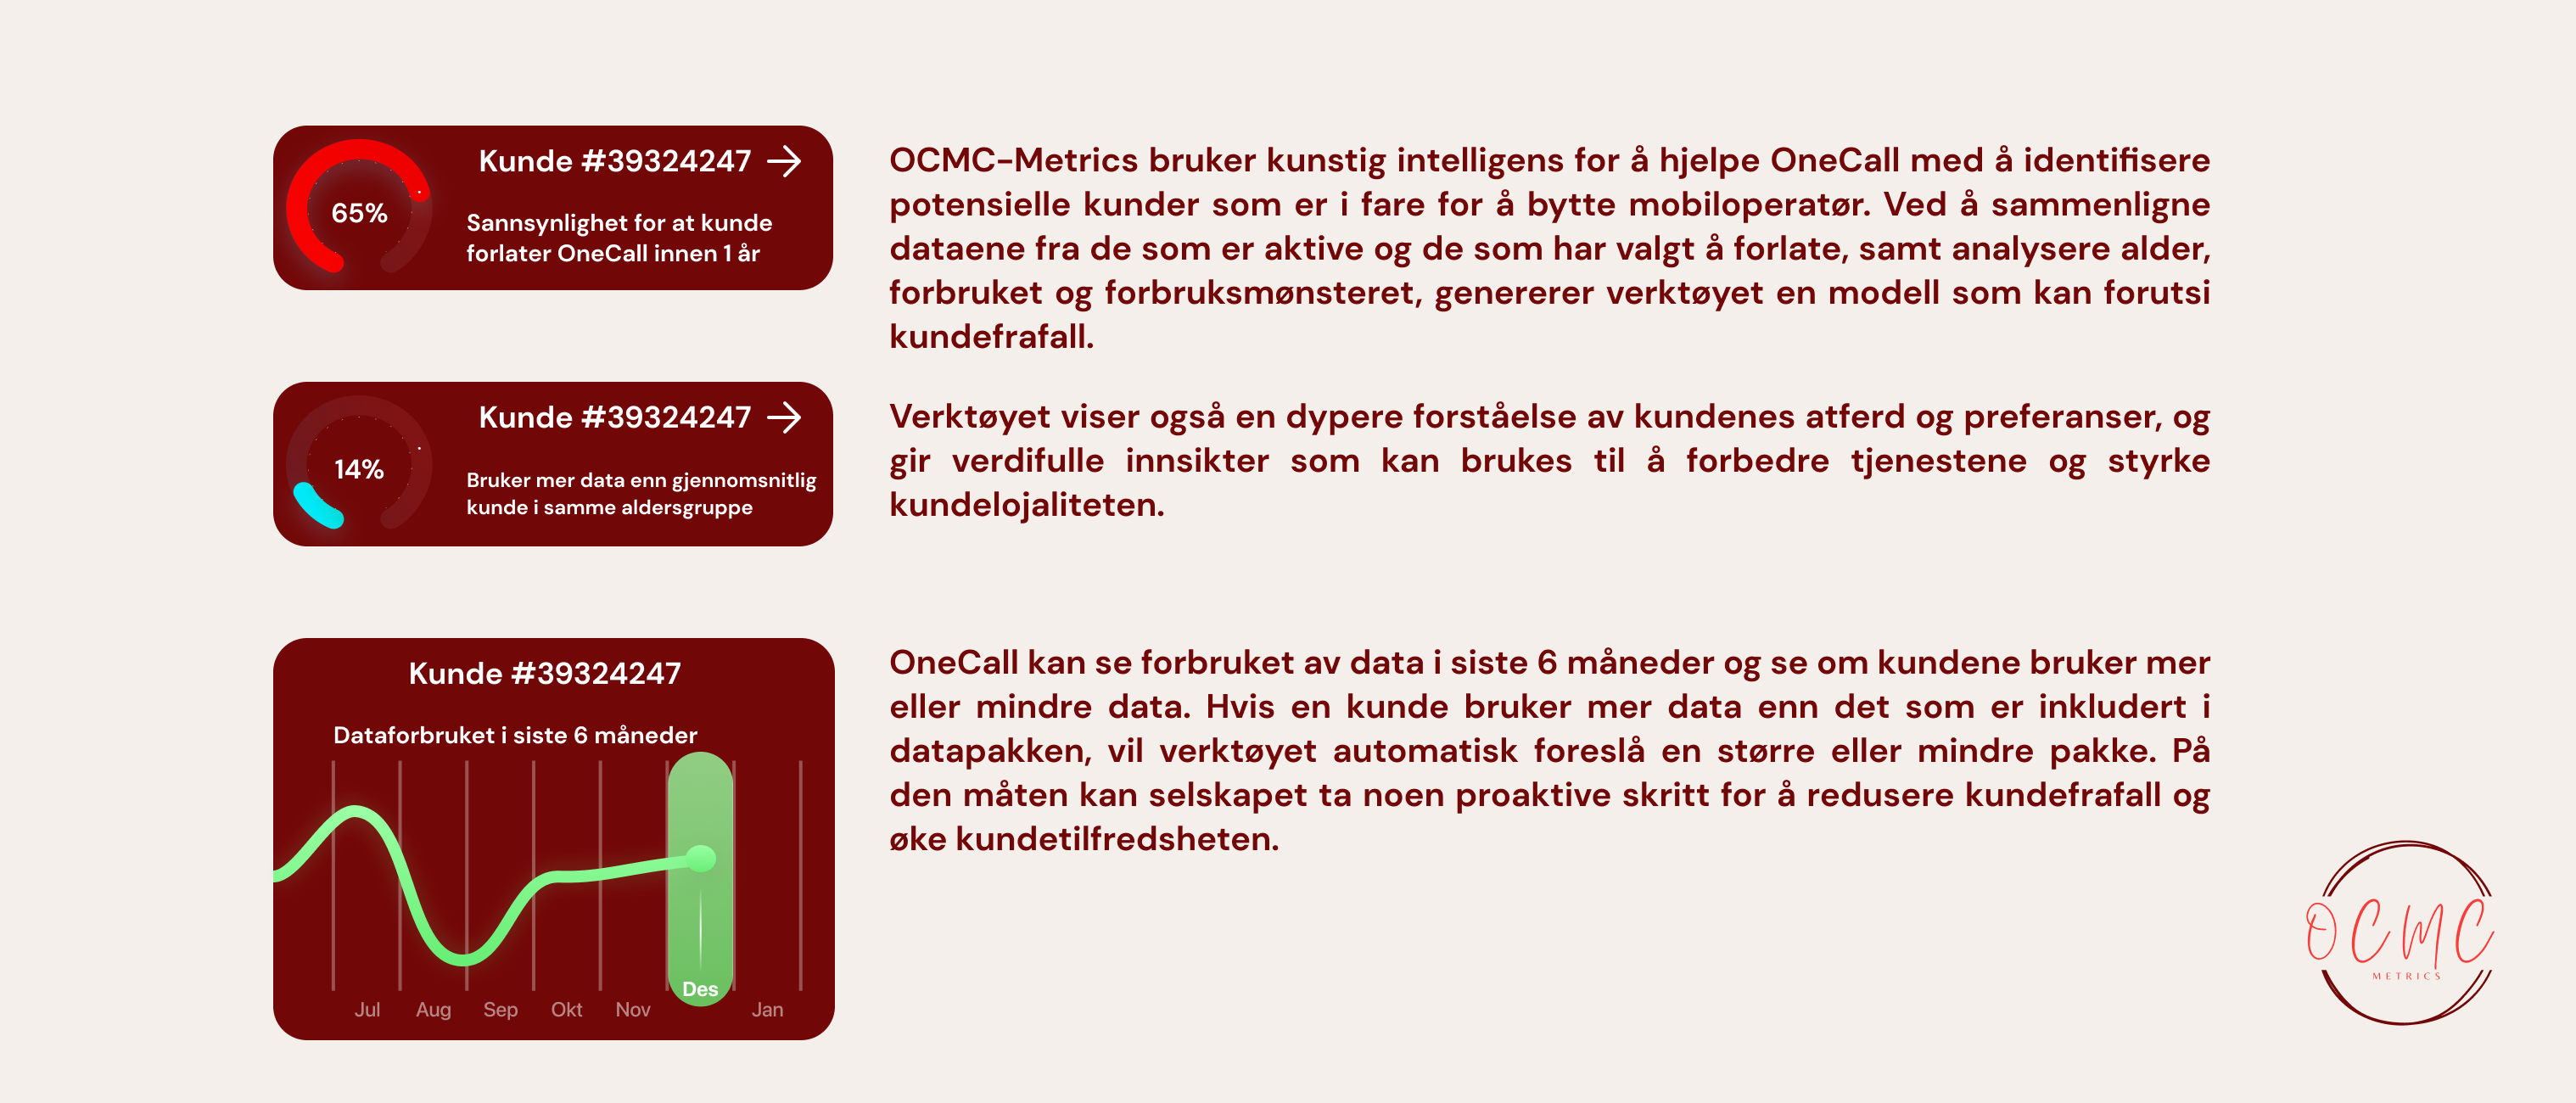 65%
Kunde #39324247
Sannsynlighet for at kunde
forlater OneCall innen 1 år
OCMC-Metrics bruker kunstig intelligens for å hjelpe OneCall med å identifisere
potensielle kunder som er i fare for å bytte mobiloperatør. Ved å sammenligne
dataene fra de som er aktive og de som har valgt å forlate, samt analysere alder,
forbruket og forbruksmønsteret, genererer verktøyet en modell som kan forutsi
kundefrafall.
14%
Kunde #39324247
Bruker mer data enn gjennomsnitlig
kunde i samme aldersgruppe
Verktøyet viser også en dypere forståelse av kundenes atferd og preferanser, og
gir verdifulle innsikter som kan brukes til å forbedre tjenestene og styrke
kundelojaliteten.
Kunde #39324247
Dataforbruket i siste 6 måneder
Jul Aug Sep Okt Nov Des Jan
OneCall kan se forbruket av data i siste 6 måneder og se om kundene bruker mer
eller mindre data. Hvis en kunde bruker mer data enn det som er inkludert i
datapakken, vil verktøyet automatisk foreslå en større eller mindre pakke. På
den måten kan selskapet ta noen proaktive skritt for å redusere kundefrafall og
øke kundetilfredsheten.
OCMC
METRICS